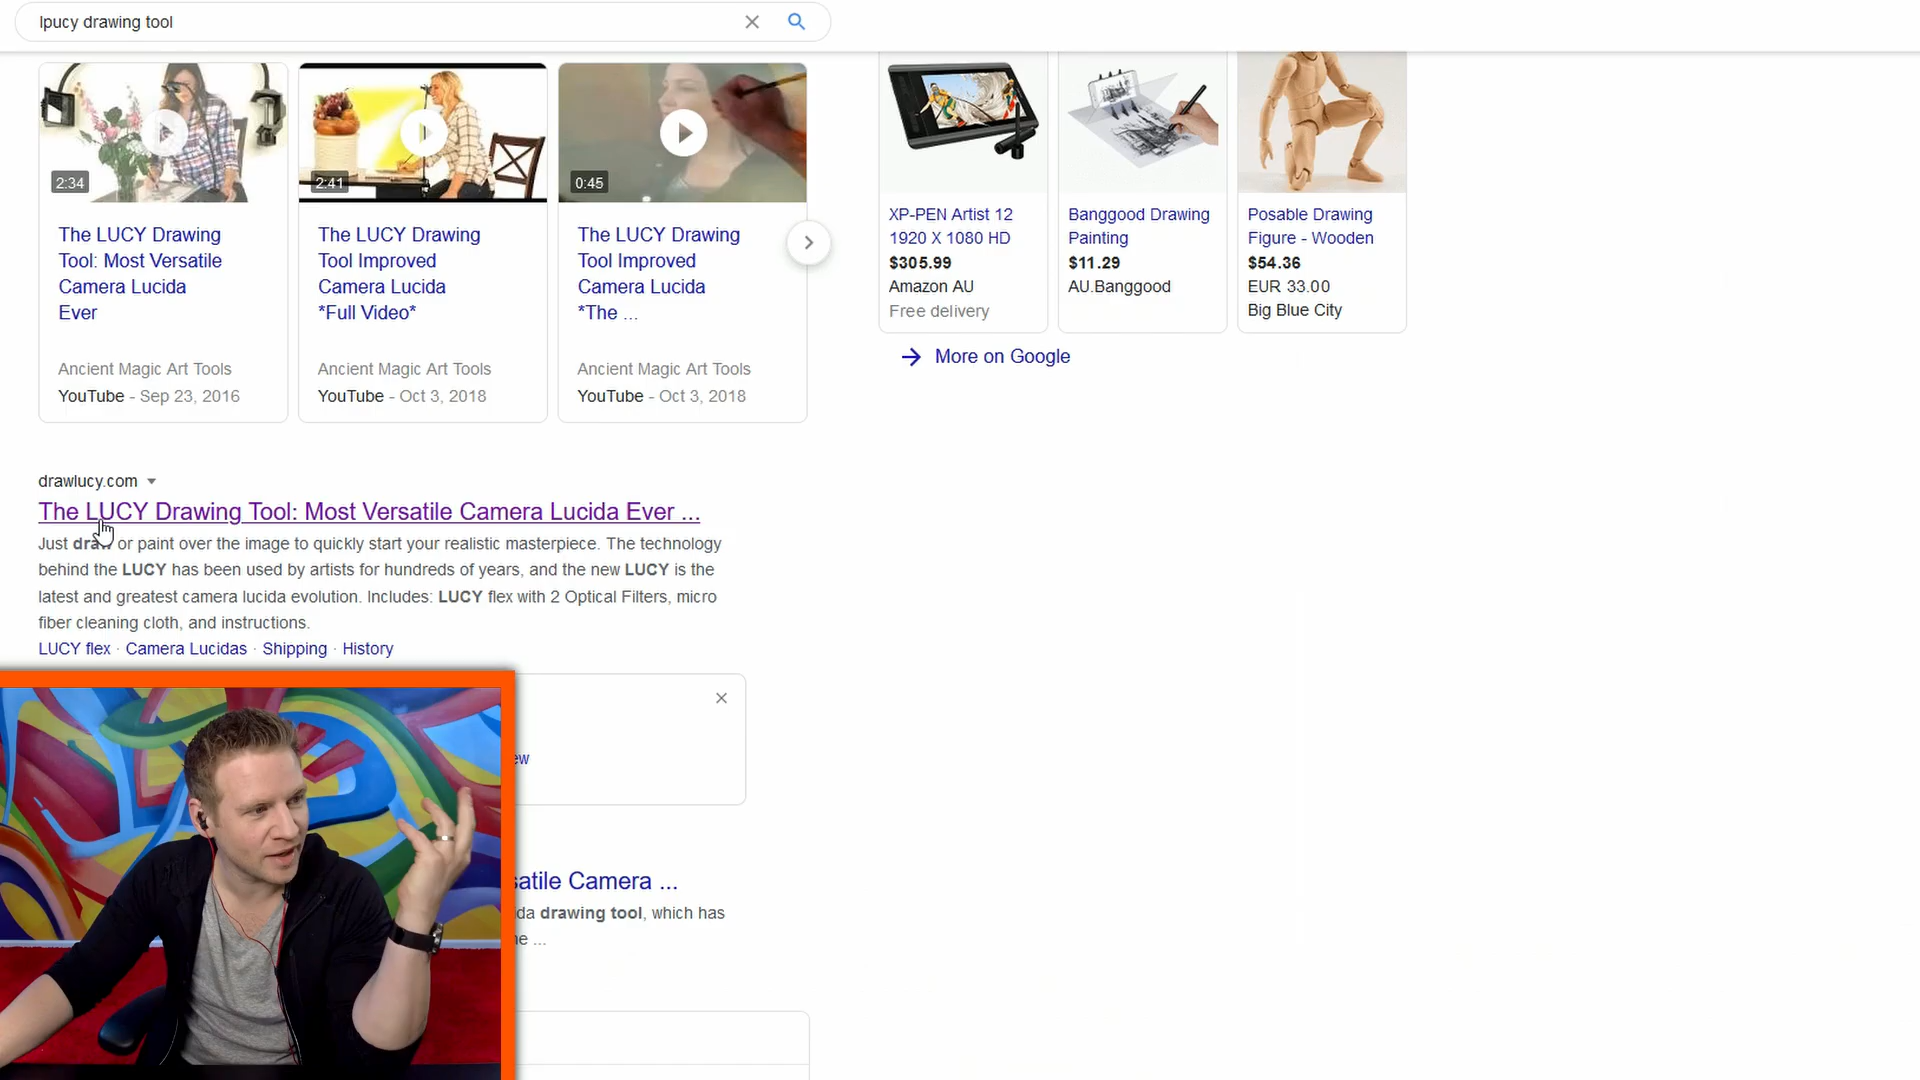 lpucy drawing tool
2:34
2:41
0:45
The LUCY Drawing
Tool: Most Versatile
Camera Lucida
Ever
Ancient Magic Art Tools
YouTube - Sep 23, 2016
The LUCY Drawing
Tool Improved
Camera Lucida
*Full Video*
Ancient Magic Art Tools
YouTube - Oct 3, 2018
The LUCY Drawing
Tool Improved
Camera Lucida
*The ...
Ancient Magic Art Tools
YouTube - Oct 3, 2018
XP-PEN Artist 12
1920 X 1080 HD
$305.99
Amazon AU
Free delivery
Banggood Drawing
Painting
$11.29
AU.Banggood
Posable Drawing
Figure - Wooden
$54.36
EUR 33.00
Big Blue City
More on Google
drawlucy.com
The LUCY Drawing Tool: Most Versatile Camera Lucida Ever ...
Just draw or paint over the image to quickly start your realistic masterpiece. The technology
behind the LUCY has been used by artists for hundreds of years, and the new LUCY is the
latest and greatest camera lucida evolution. Includes: LUCY flex with 2 Optical Filters, micro
fiber cleaning cloth, and instructions.
LUCY flex · Camera Lucidas · Shipping · History
ew
satile Camera ...
ida drawing tool, which has
ne ...